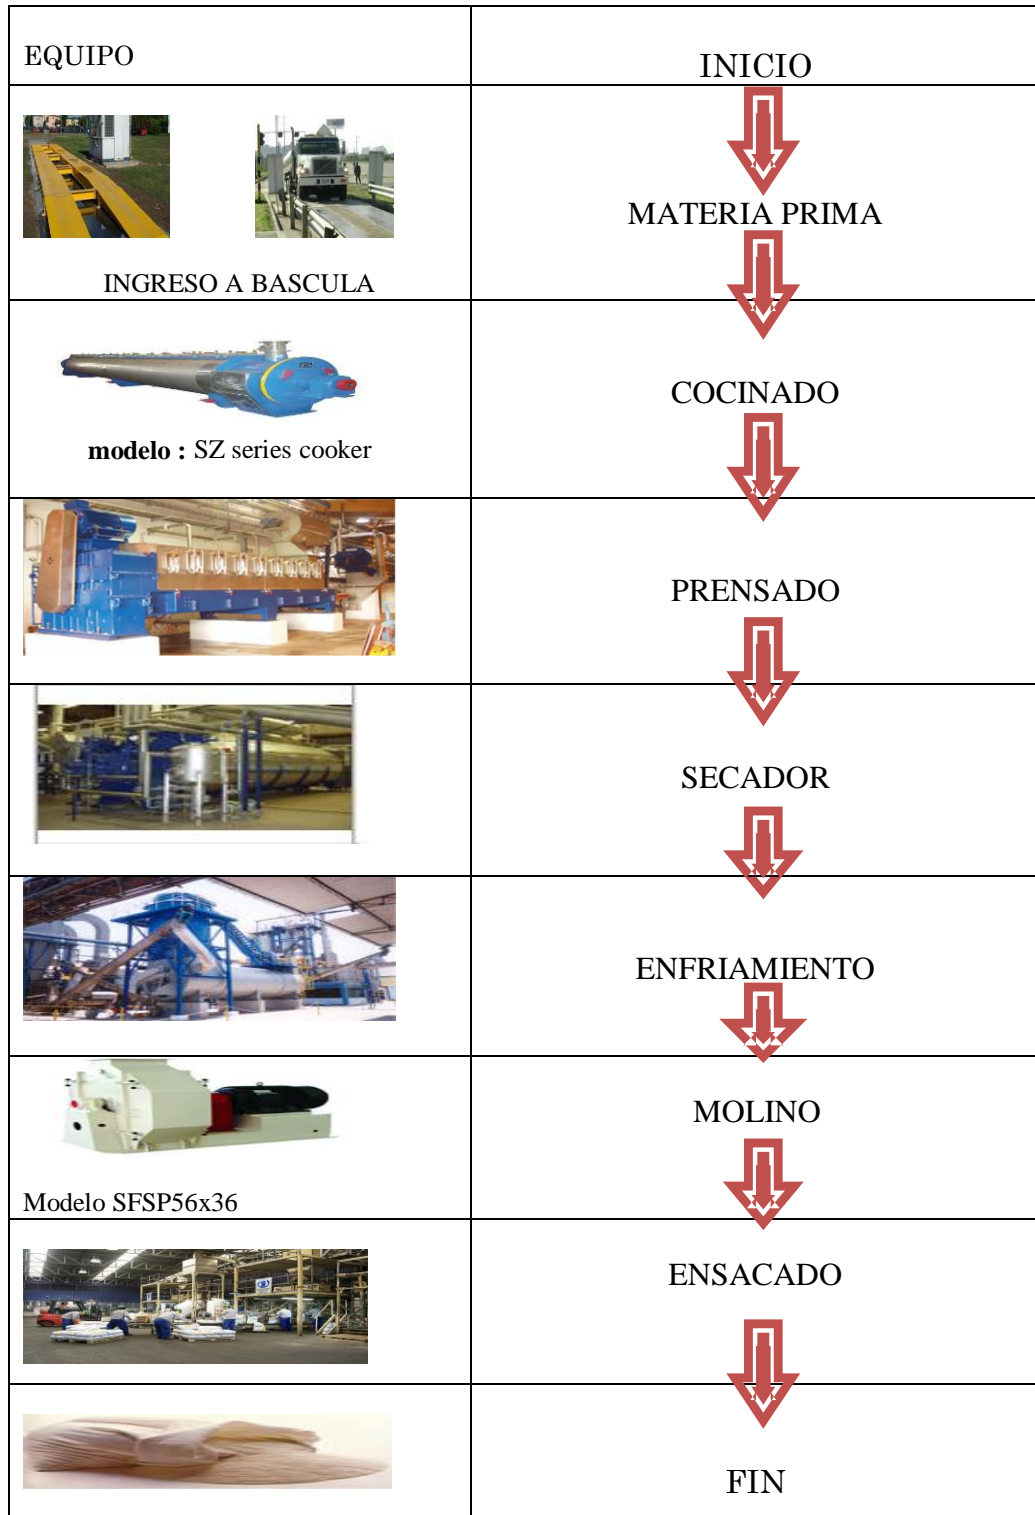 EQUIPO
INICIO
MATERIA PRIMA
INGRESO A BASCULA
COCINADO
modelo : SZ series cooker
PRENSADO
SECADOR
ENFRIAMIENTO
MOLINO
Modelo SFSP56x36
ENSACADO
FIN